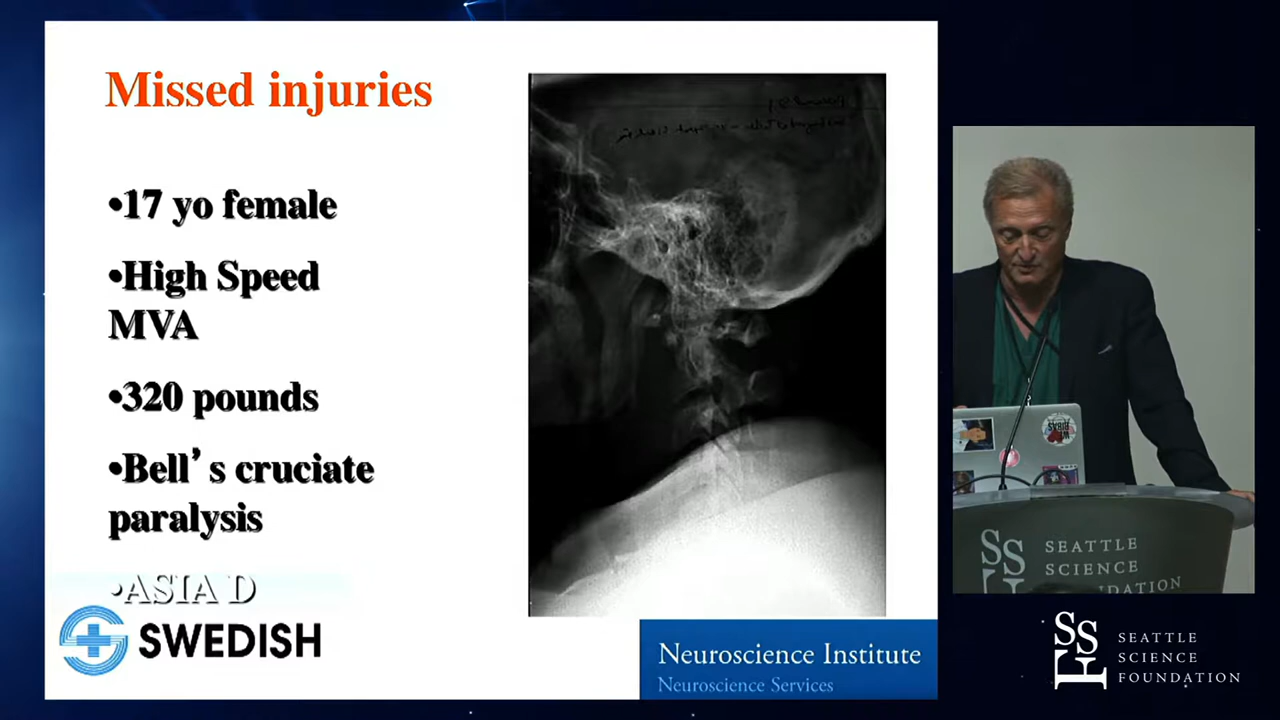 Missed injuries
•17 yo female
•High Speed
MVA
•320 pounds
•Bell's cruciate
paralysis
•ASIA D
SWEDISH
Neuroscience Institute
Neuroscience Services
SEATTLE
SCIENCE
FOUNDATION
SSF
SEATTLE
SCIENCE
FOUNDATION